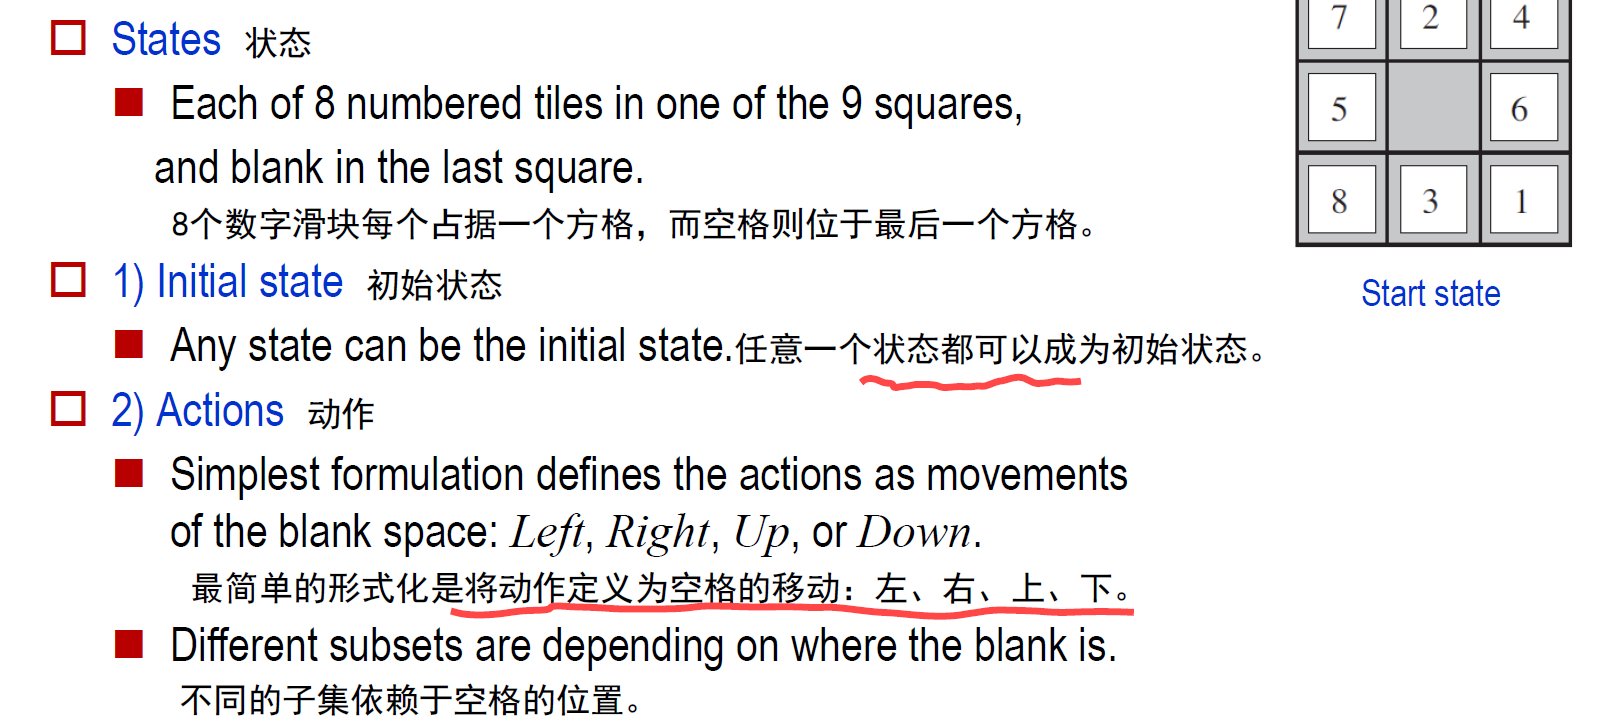 States 状态
Each of 8 numbered tiles in one of the 9 squares,
and blank in the last square.
8个数字滑块每个占据一个方格，而空格则位于最后一个方格。
1) Initial state 初始状态
Any state can be the initial state.任意一个状态都可以成为初始状态。
2) Actions 动作
Simplest formulation defines the actions as movements
of the blank space: Left, Right, Up, or Down.
最简单的形式化是将动作定义为空格的移动：左、右、上、下。
Different subsets are depending on where the blank is.
不同的子集依赖于空格的位置。
7 2 4
5 6
8 3 1
Start state